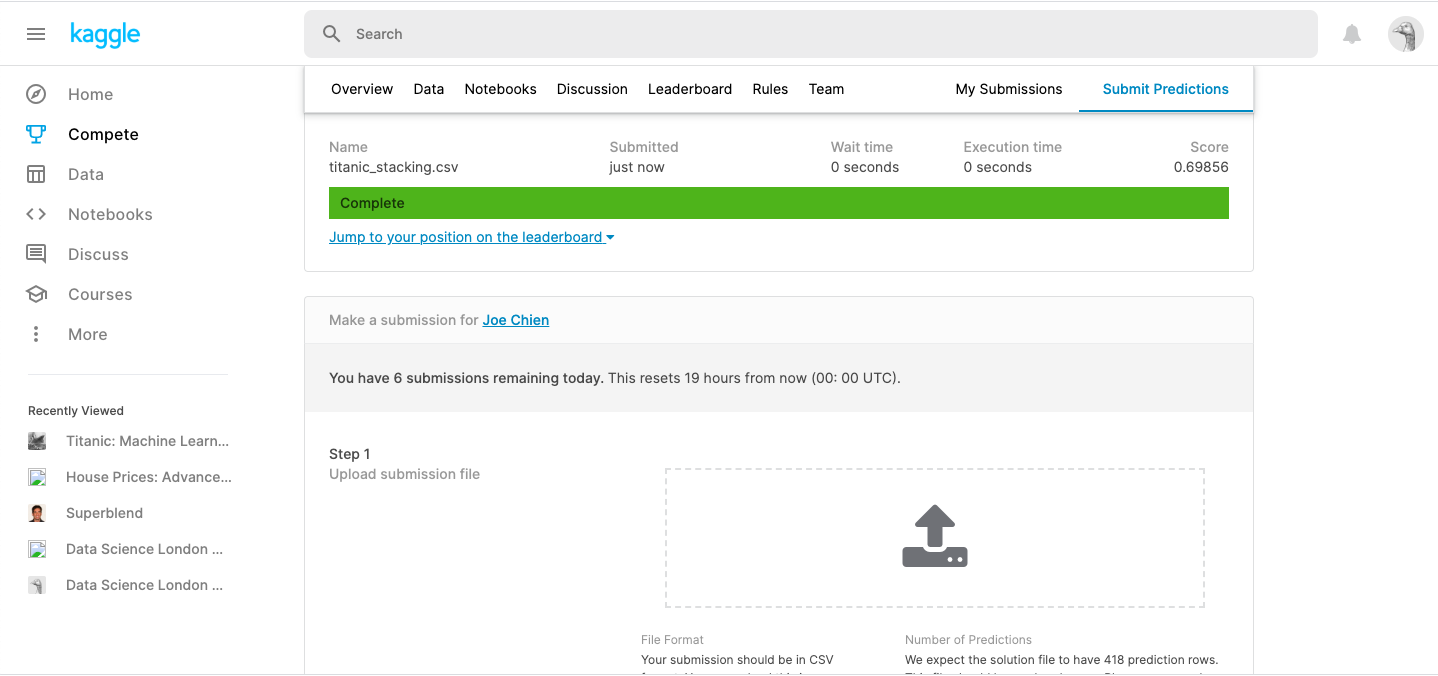 kaggle
Search
Home
Compete
Data
Notebooks
Discuss
Courses
More
Recently Viewed
Titanic: Machine Learn...
House Prices: Advance...
Superblend
Data Science London ...
Data Science London ...
Overview Data Notebooks Discussion Leaderboard Rules Team My Submissions Submit Predictions
Name Submitted Wait time Execution time Score
titanic_stacking.csv just now 0 seconds 0 seconds 0.69856
Complete
Jump to your position on the leaderboard
Make a submission for Joe Chien
You have 6 submissions remaining today. This resets 19 hours from now (00: 00 UTC).
Step 1
Upload submission file
File Format Number of Predictions
Your submission should be in CSV We expect the solution file to have 418 prediction rows.